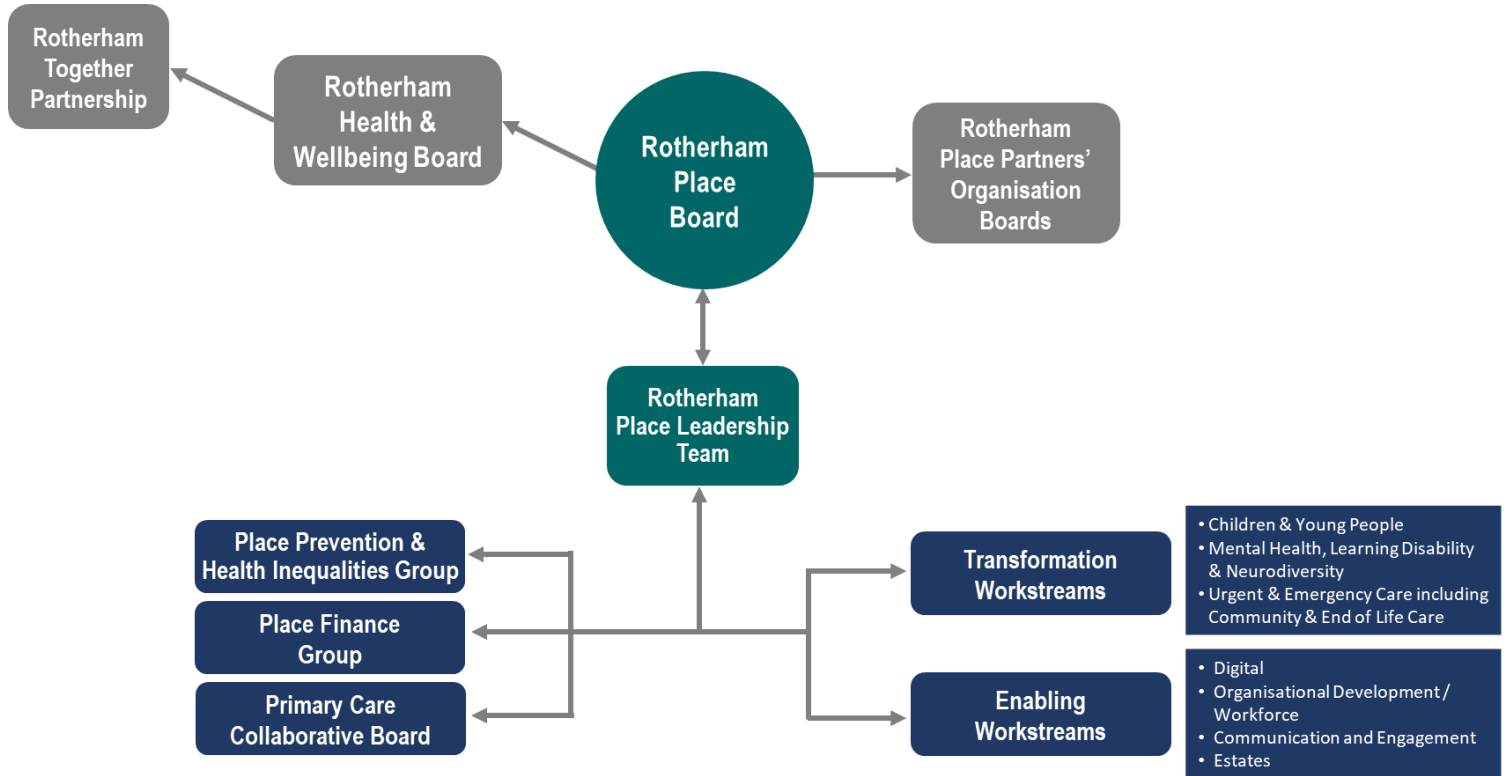 Rotherham
Together
Partnership
Rotherham
Health &
Wellbeing Board
Rotherham
Place
Board
Rotherham
Place Partners’
Organisation
Boards
Rotherham
Place Leadership
Team
Place Prevention &
Health Inequalities Group
Place Finance
Group
Primary Care
Collaborative Board
Transformation
Workstreams
• Children & Young People
• Mental Health, Learning Disability
& Neurodiversity
• Urgent & Emergency Care including
Community & End of Life Care
Enabling
Workstreams
• Digital
• Organisational Development /
Workforce
• Communication and Engagement
• Estates